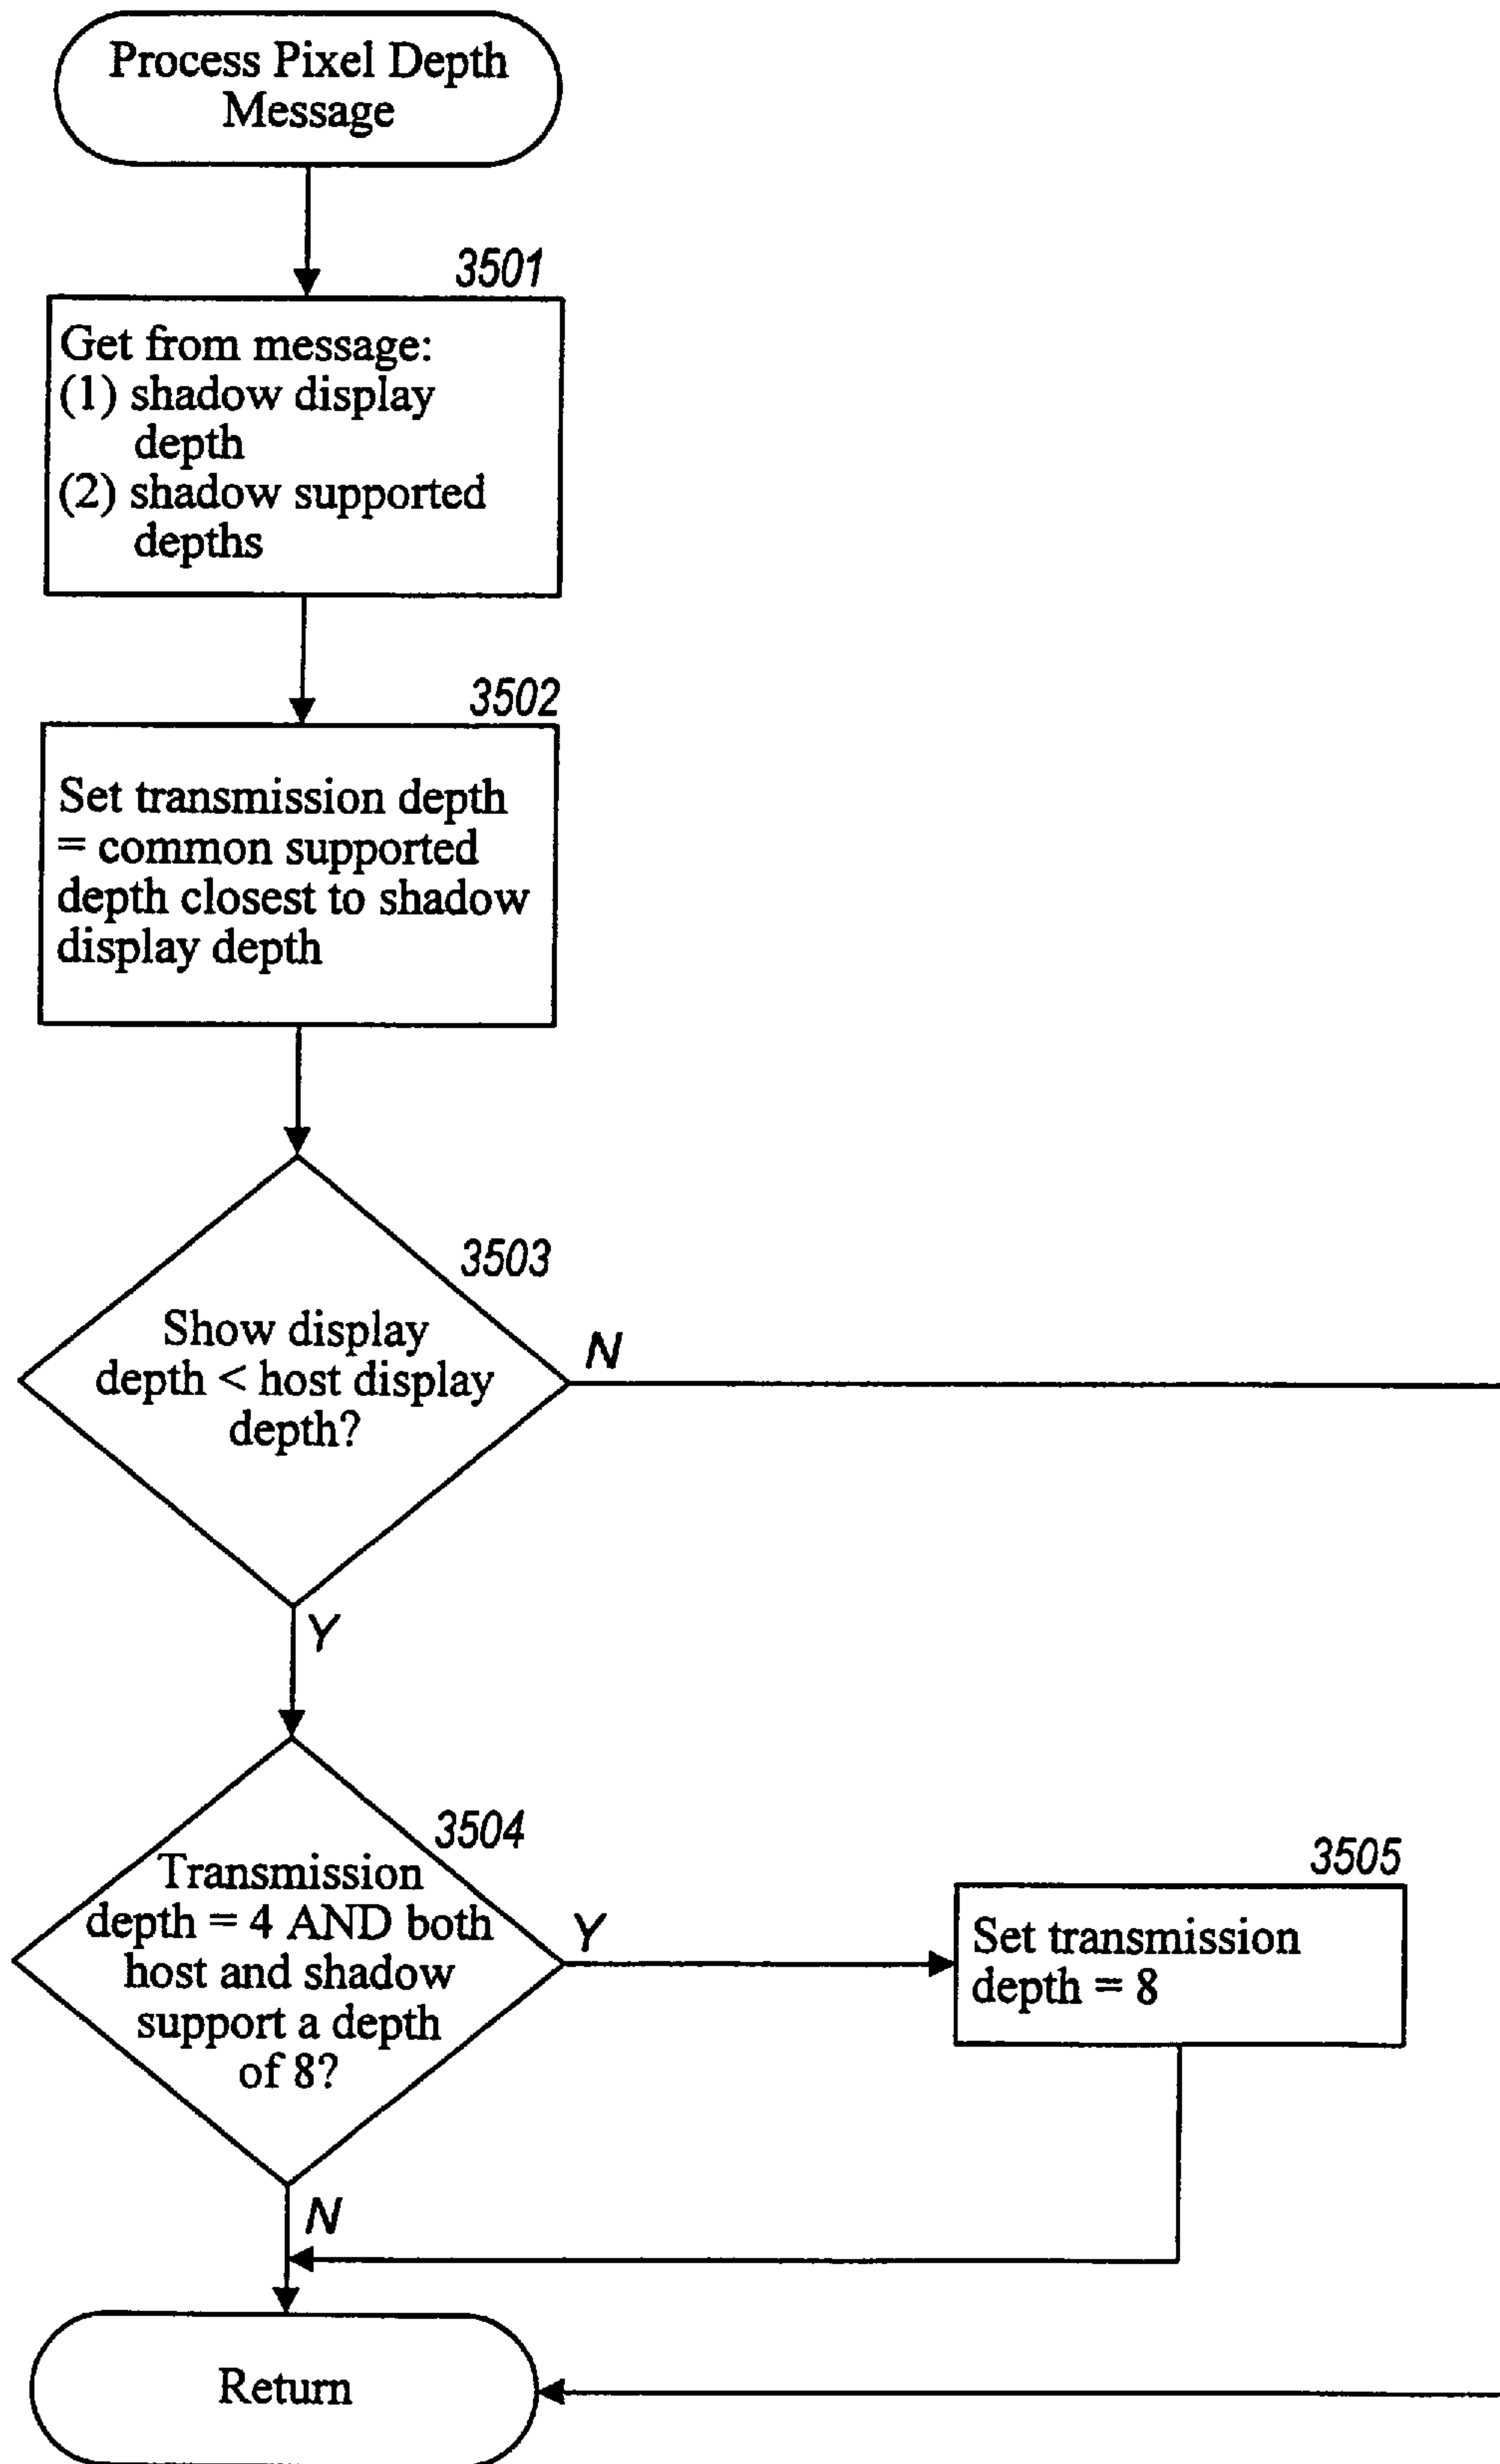 Process Pixel Depth
Message
3501
Get from message:
(1) shadow display
depth
(2) shadow supported
depths
3502
Set transmission depth
= common supported
depth closest to shadow
display depth
3503
Show display
depth < host display
depth?
N
Y
3504
Transmission
depth = 4 AND both
host and shadow
support a depth
of 8?
Y
3505
Set transmission
depth = 8
N
Return